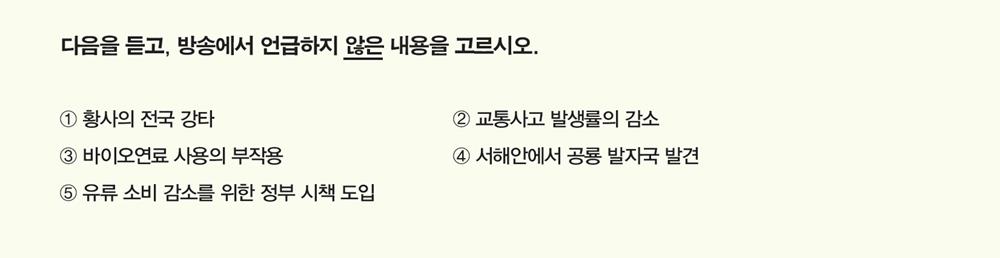 다음을 듣고, 방송에서 언급하지 않은 내용을 고르시오.
① 황사의 전국 강타 ② 교통사고 발생률의 감소
③ 바이오연료 사용의 부작용 ④ 서해안에서 공룡 발자국 발견
⑤ 유류 소비 감소를 위한 정부 시책 도입